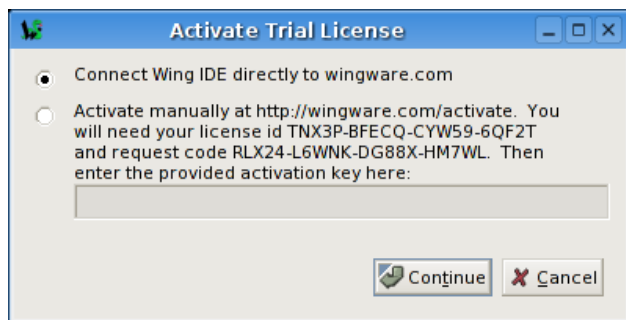 Activate Trial License
Connect Wing IDE directly to wingware.com
Activate manually at http://wingware.com/activate. You
will need your license id TNX3P-BFECQ-CYW59-6QF2T
and request code RLX24-L6WNK-DG88X-HM7WL. Then
enter the provided activation key here:
Continue Cancel